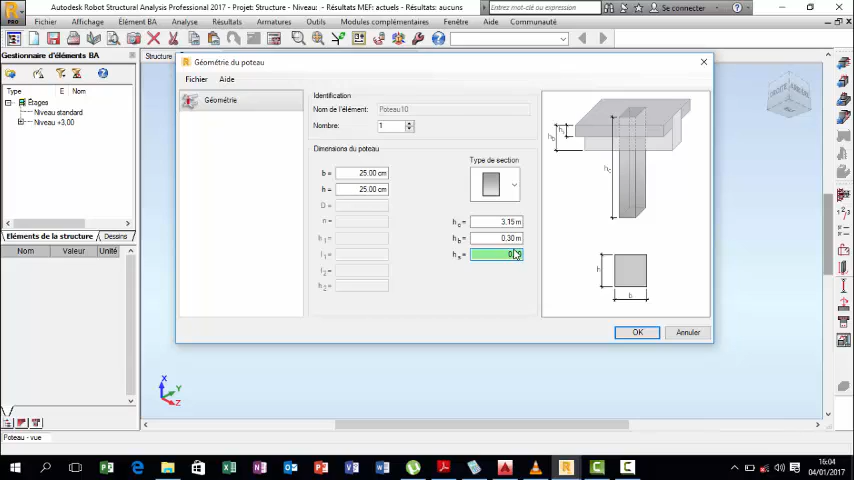 Autodesk Robot Structural Analysis Professional 2017 - Projet: Structure - Niveau: - Résultats MEF: actuels - Résultats: aucuns
Entrez mot-clé ou expression
Se connecter
PRO
Fichier Affichage Élément BA Analyse Résultats Armatures Outils Modules complémentaires Fenêtre Aide Communauté
Gestionnaire d'éléments BA
Structure
Type E Nom
Étages
Niveau standard
Niveau +3,00
Eléments de la structure Dessins
Nom Valeur Unité
Géométrie du poteau
Fichier Aide
Géométrie
Identification
Nom de l'élément: Poteau10
Nombre: 1
Dimensions du poteau
Type de section
b = 25.00 cm
h = 25.00 cm
D =
n =
h1 =
l1 =
l2 =
h2 =
hc = 3,15 m
hb = 0,30 m
hs =
hb
hc
h
b
OK Annuler
DROITE
X
Y
Z
Poteau - vue
16:04
04/01/2017